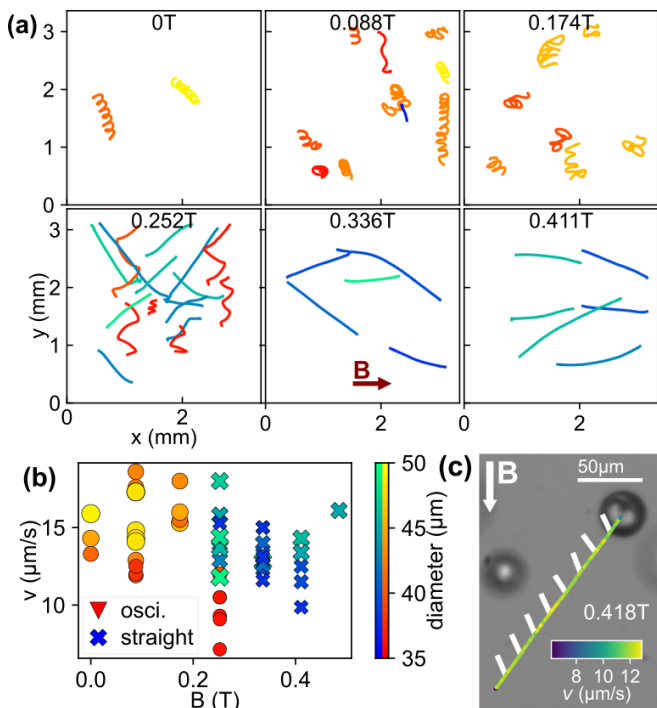 (a)
0T
0.088T
0.174T
3
2
1
0
0.252T
0.336T
0.411T
3
2
1
0
y (mm)
B
0
2
0
2
0
2
x (mm)
(b)
15
10
v (μm/s)
osci.
straight
0.0
0.2
0.4
B (T)
50
45
40
35
diameter (μm)
(c)
B
50μm
0.418T
8
10
12
v (μm/s)